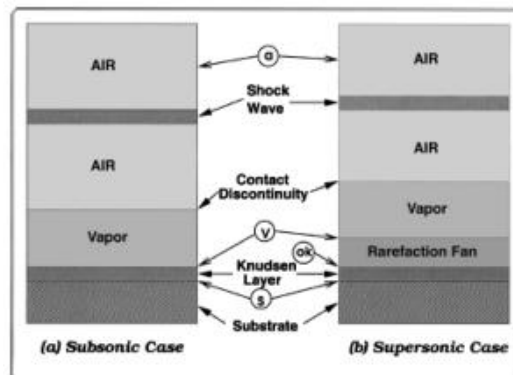 AIR
a
AIR
Shock
Wave
AIR
AIR
Contact
Discontinuity
Vapor
Vapor
V
ok
Rarefaction Fan
Knudsen
Layer
s
Substrate
(a) Subsonic Case
(b) Supersonic Case